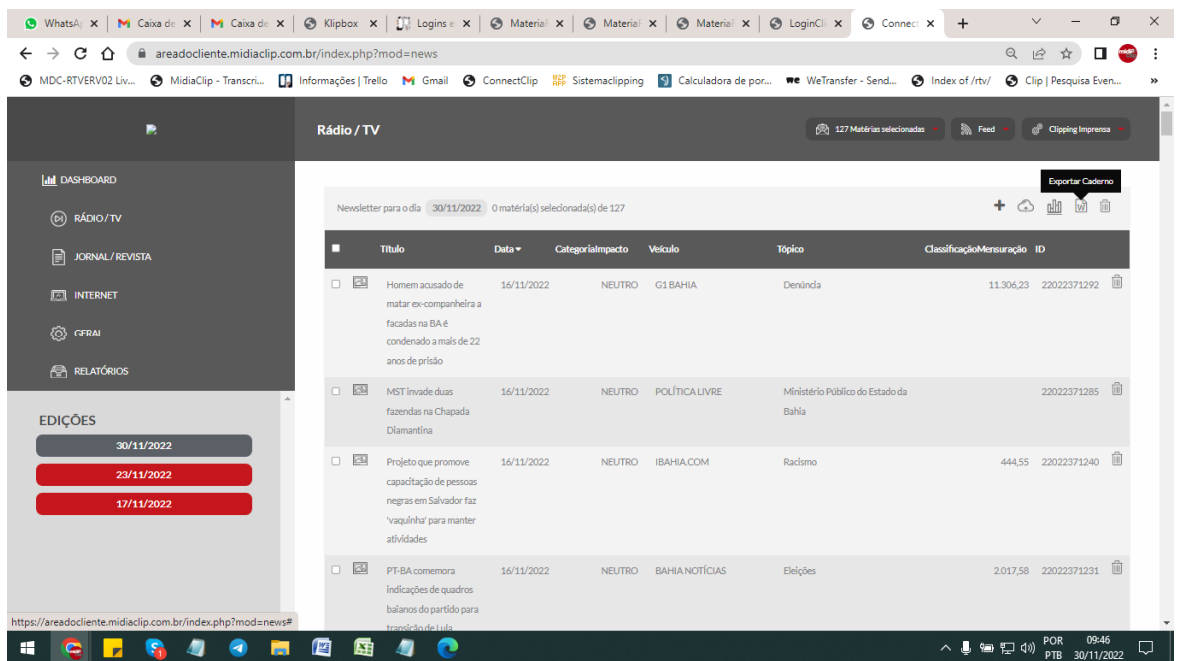 WhatsA
Caixa de
Caixa de
Klipbox
Logins e
Material
Material
Material
LoginCli
Connect
areadocliente.midiaclip.com.br/index.php?mod=news
MDC-RTVERV02 Liv...
MidiaClip - Transcri...
Informações | Trello
Gmail
ConnectClip
Sistemaclipping
Calculadora de por...
WeTransfer - Send...
Index of /rtv/
Clip | Pesquisa Even...
»
Rádio / TV
127 Matérias selecionadas
Feed
Clipping Imprensa
DASHBOARD
RÁDIO / TV
JORNAL / REVISTA
INTERNET
GERAL
RELATÓRIOS
EDIÇÕES
30/11/2022
23/11/2022
17/11/2022
Exportar Caderno
Newsletter para o dia 30/11/2022 0 matéria(s) selecionada(s) de 127
Título Data CategoriaImpacto Veículo Tópico ClassificaçãoMensuração ID
Homem acusado de 16/11/2022 NEUTRO G1 BAHIA Denúncia 11.306,23 22022371292
matar ex-companheira a
facadas na BA é
condenado a mais de 22
anos de prisão
MST invade duas 16/11/2022 NEUTRO POLÍTICA LIVRE Ministério Público do Estado da 22022371285
fazendas na Chapada Bahia
Diamantina
Projeto que promove 16/11/2022 NEUTRO IBAHIA.COM Racismo 444,55 22022371240
capacitação de pessoas
negras em Salvador faz
'vaquinha' para manter
atividades
PT-BA comemora 16/11/2022 NEUTRO BAHIA NOTÍCIAS Eleições 2.017,58 22022371231
indicações de quadros
baianos do partido para
transição de Lula
https://areadocliente.midiaclip.com.br/index.php?mod=news#
POR 09:46
PTB 30/11/2022